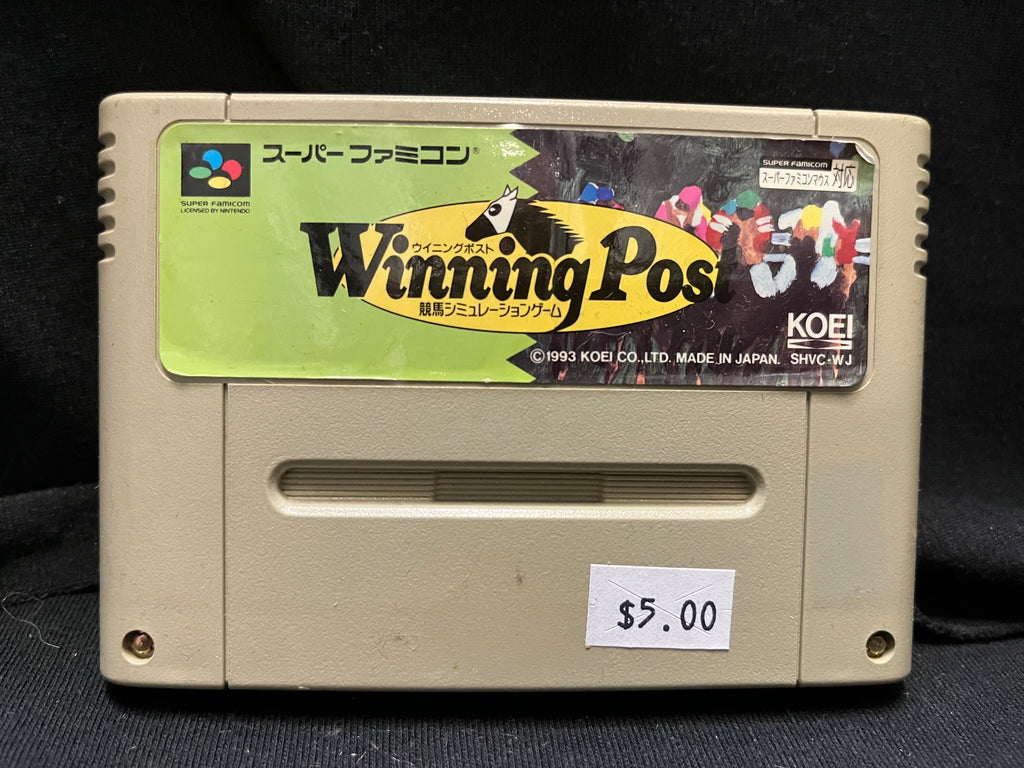 スーパーファミコン®
SUPER FAMICOM
LICENSED BY NINTENDO
SUPER FAMICOM
スーパーファミコンマウス 対応
ウイニングポスト
Winning Post
競馬シミュレーションゲーム
KOEI
©1993 KOEI CO.,LTD. MADE IN JAPAN. SHVC-WJ
$5.00